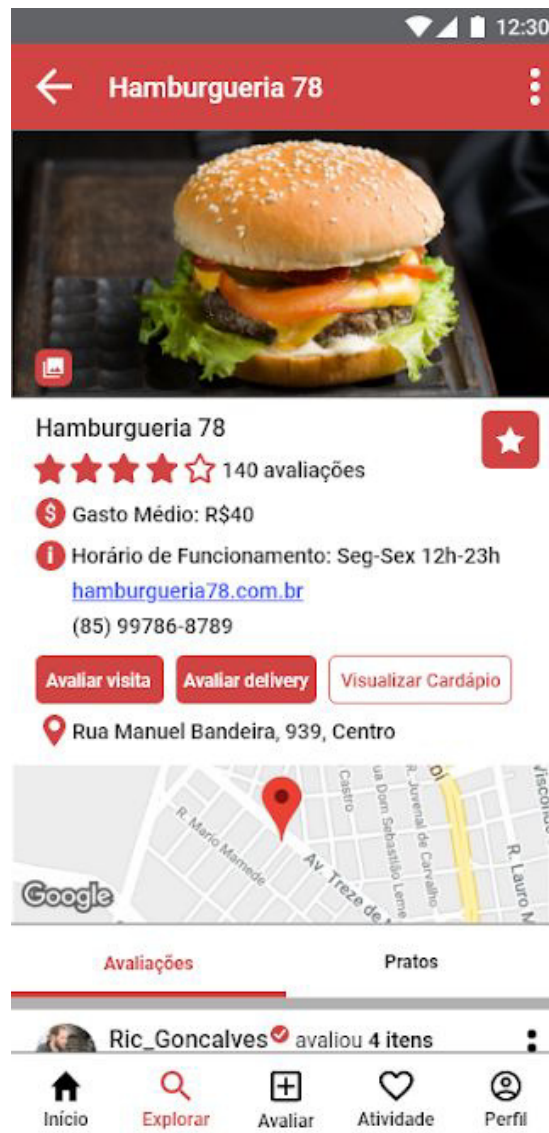 12:30
Hamburgueria 78
Hamburgueria 78
140 avaliações
$ Gasto Médio: R$40
i Horário de Funcionamento: Seg-Sex 12h-23h
hamburgueria78.com.br
(85) 99786-8789
Avaliar visita Avaliar delivery Visualizar Cardápio
Rua Manuel Bandeira, 939, Centro
Castro
R. Juvenal de Carvalho
R. Mario Mamede
Av. Treze de
R. Lauro
Google
Avaliações Pratos
Ric_Goncalves avaliou 4 itens
Início Explorar Avaliar Atividade Perfil